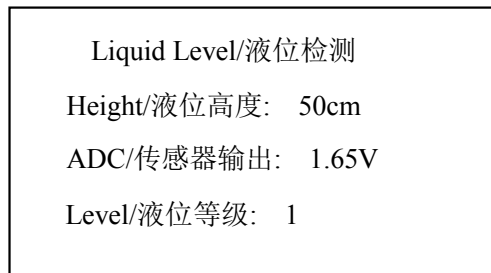 Liquid Level/液位检测
Height/液位高度: 50cm
ADC/传感器输出: 1.65V
Level/液位等级: 1